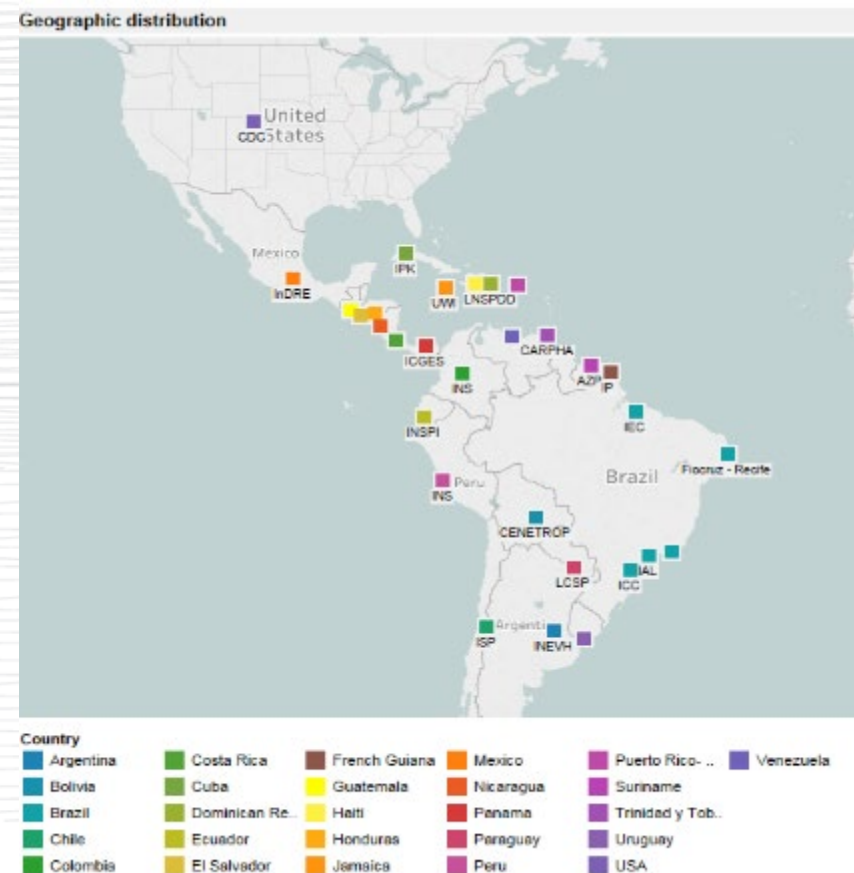 Geographic distribution
United
States
CDC
Mexico
InDRE
IPK
UWI
LNSPDD
ICGES
CARPHA
INS
AZP
IP
INSPI
IEC
Fiocruz - Recife
Brazil
INS
Peru
CENETROP
LCSP
IAL
ICC
ISP
Argenti
INEVH
Country
Argentina
Costa Rica
French Guiana
Mexico
Puerto Rico- ..
Venezuela
Bolivia
Cuba
Guatemala
Nicaragua
Suriname
Brazil
Dominican Re..
Haiti
Panama
Trinidad y Tob..
Chile
Ecuador
Honduras
Paraguay
Uruguay
Colombia
El Salvador
Jamaica
Peru
USA